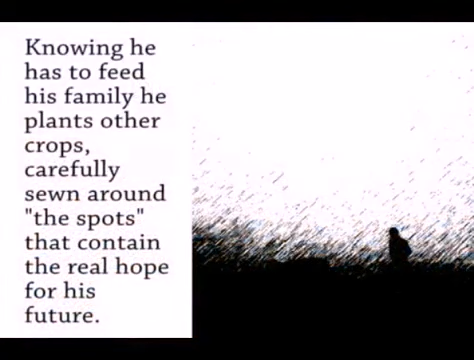 Knowing he
has to feed
his family he
plants other
crops,
carefully
sewn around
"the spots"
that contain
the real hope
for his
future.